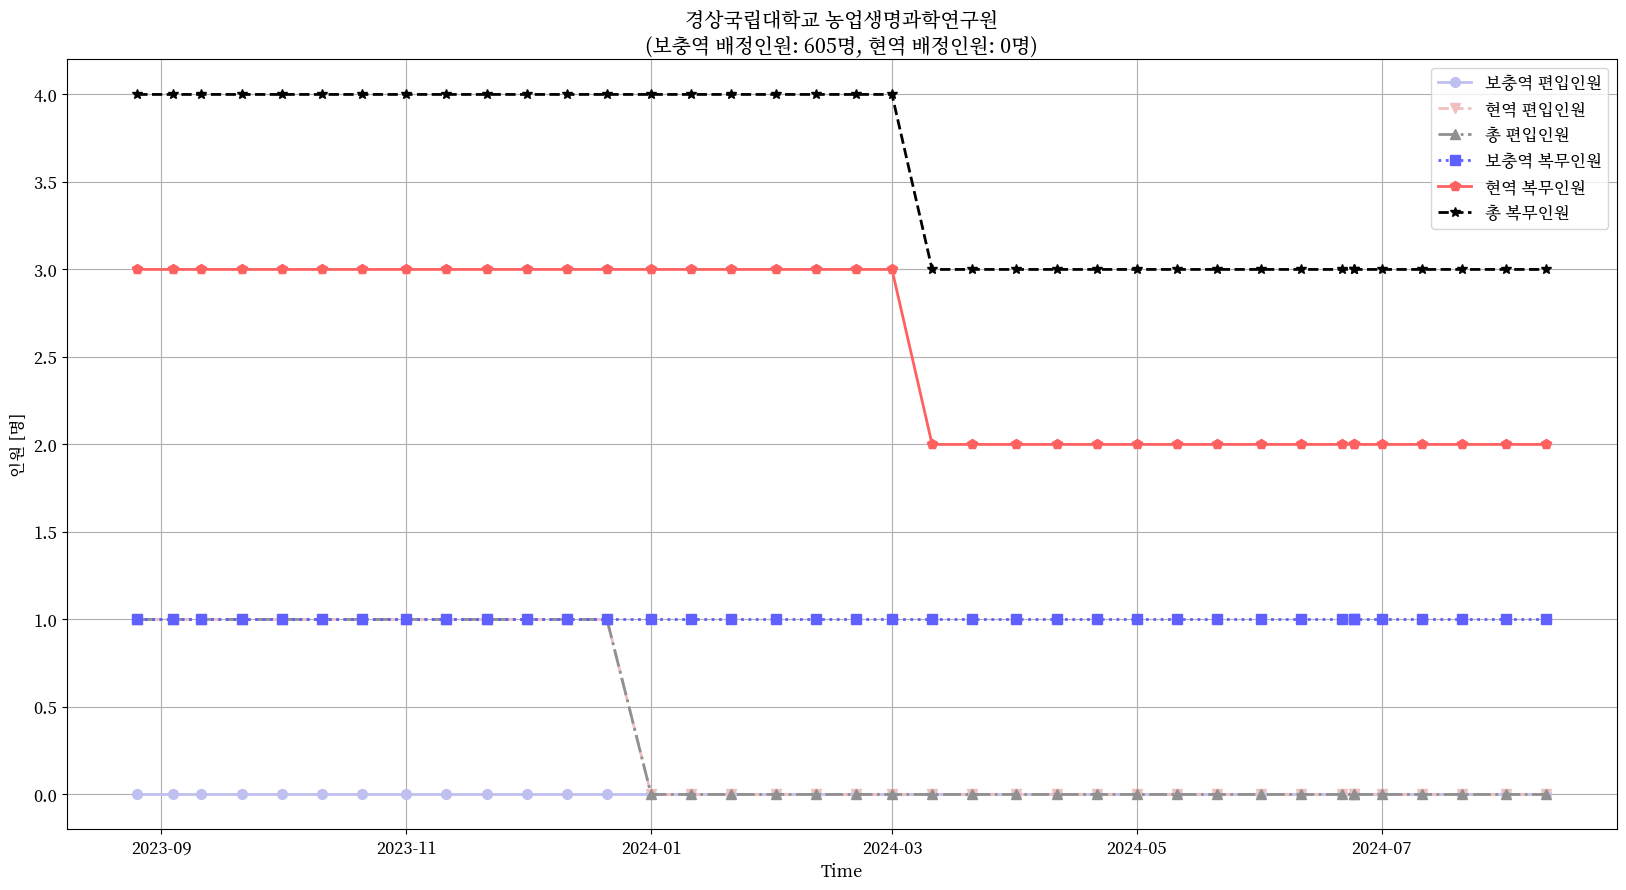 경상국립대학교 농업생명과학연구원
(보충역 배정인원: 605명, 현역 배정인원: 0명)
보충역 편입인원
현역 편입인원
총 편입인원
보충역 복무인원
현역 복무인원
총 복무인원
인원 [명]
4.0
3.5
3.0
2.5
2.0
1.5
1.0
0.5
0.0
2023-09
2023-11
2024-01
2024-03
2024-05
2024-07
Time